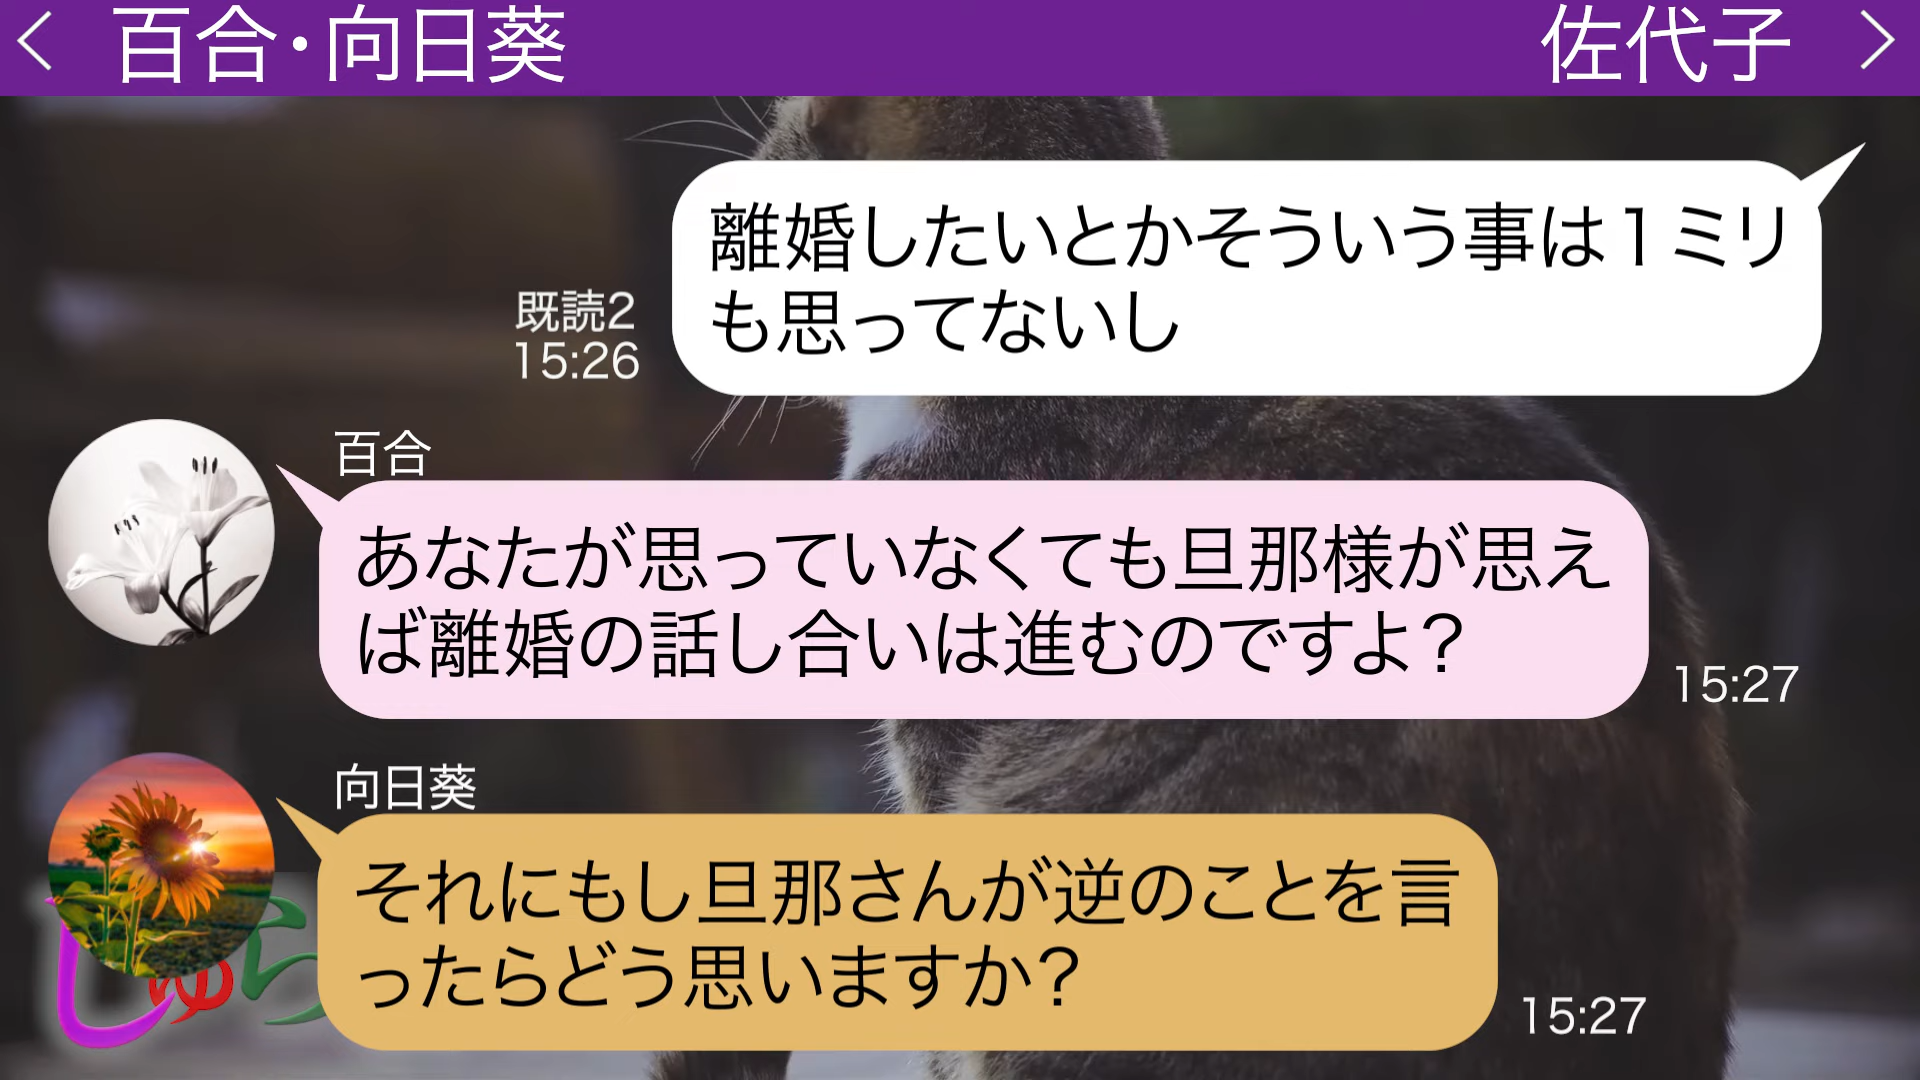 百合・向日葵
佐代子
離婚したいとかそういう事は1ミリ
も思ってないし
既読2
15:26
百合
あなたが思っていなくても旦那様が思え
ば離婚の話し合いは進むのですよ?
15:27
向日葵
それにもし旦那さんが逆のことを言
ったらどう思いますか?
15:27
しゅら